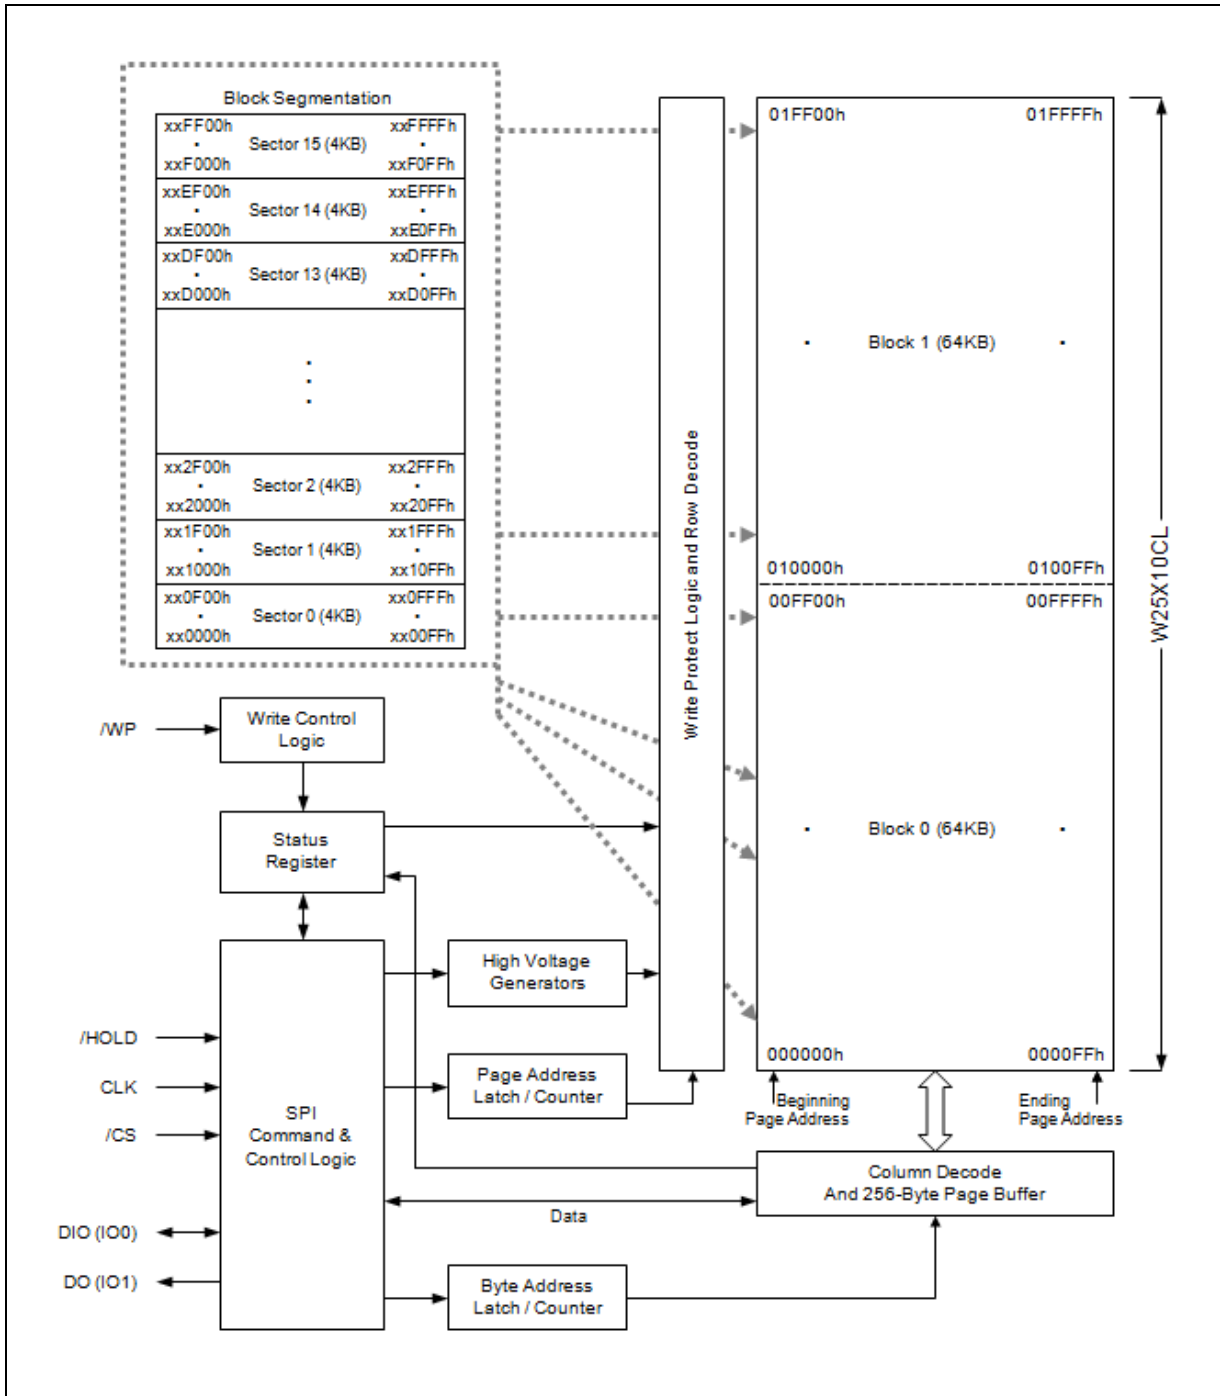 Block Segmentation
xxFF00h xxFFFFh
Sector 15 (4KB)
xxF000h xxF0FFh
xxEF00h xxEFFFh
Sector 14 (4KB)
xxE000h xxE0FFh
xxDF00h xxDFFFh
Sector 13 (4KB)
xxD000h xxD0FFh
xx2F00h xx2FFFh
Sector 2 (4KB)
xx2000h xx20FFh
xx1F00h xx1FFFh
Sector 1 (4KB)
xx1000h xx10FFh
xx0F00h xx0FFFh
Sector 0 (4KB)
xx0000h xx00FFh
Write Protect Logic and Row Decode
01FF00h 01FFFFh
Block 1 (64KB)
010000h 0100FFh
00FF00h 00FFFFh
Block 0 (64KB)
000000h 0000FFh
W25X10CL
Beginning
Page Address
Ending
Page Address
/WP
Write Control
Logic
Status
Register
High Voltage
Generators
/HOLD
CLK
/CS
DIO (IO0)
DO (IO1)
SPI
Command &
Control Logic
Page Address
Latch / Counter
Column Decode
And 256-Byte Page Buffer
Data
Byte Address
Latch / Counter